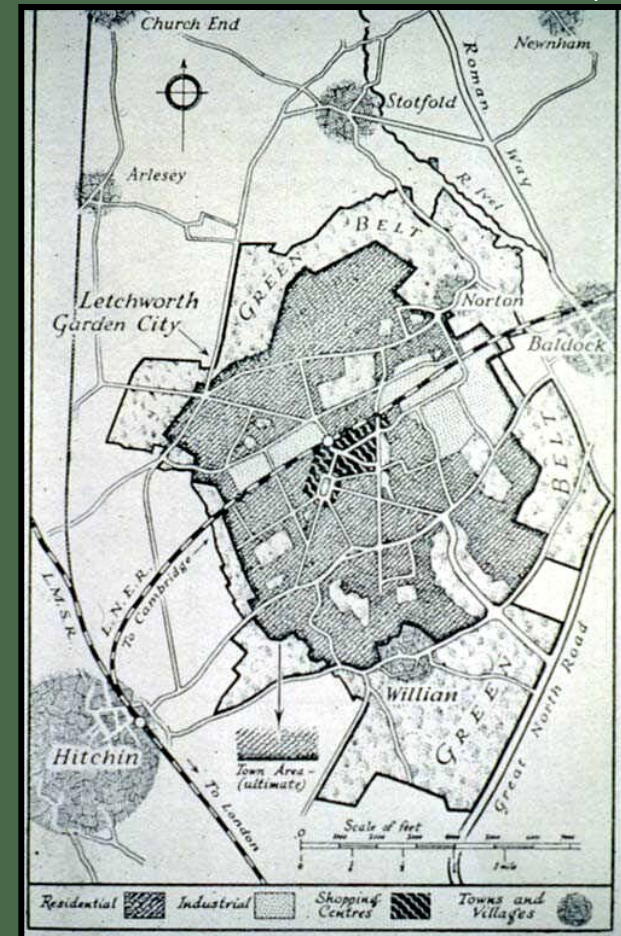 Church End
Newnham
Roman Way
Stotfold
R. Ivel
Arlesey
GREEN BELT
Letchworth
Garden City
Norton
Baldock
BELT
L.M.S.R.
L.N.E.R.
To Cambridge
Willian
GREEN
Great North Road
Hitchin
Town Area-
(ultimate)
To London
Scale of feet
0
0
1 mile
Residential
Industrial
Shopping
Centres
Towns and
Villages